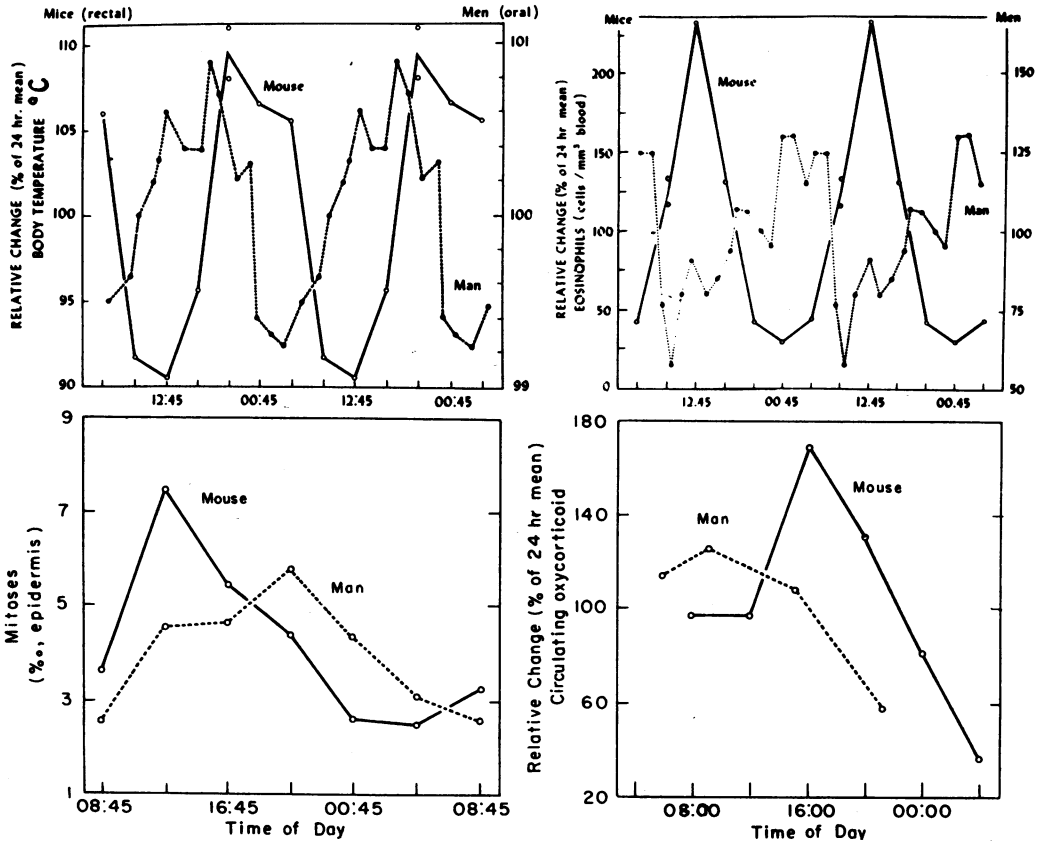 Mice (rectal)
Men (oral)
RELATIVE CHANGE (% of 24 hr. mean)
BODY TEMPERATURE °C
110
105
100
95
90
101
100
99
Mouse
Man
12:45
00:45
12:45
00:45
Mice
Men
RELATIVE CHANGE (% of 24 hr. mean)
EOSINOPHILS (cells / mm³ blood)
200
150
100
50
0
150
125
100
75
50
Mouse
Man
12.45
00 45
12.45
00.45
Mitoses
(‰, epidermis)
9
7
5
3
1
Mouse
Man
08:45
16:45
00:45
08:45
Time of Day
Relative Change (% of 24 hr mean)
Circulating oxycorticoid
180
140
100
60
20
Man
Mouse
08:00
16:00
00:00
Time of Day